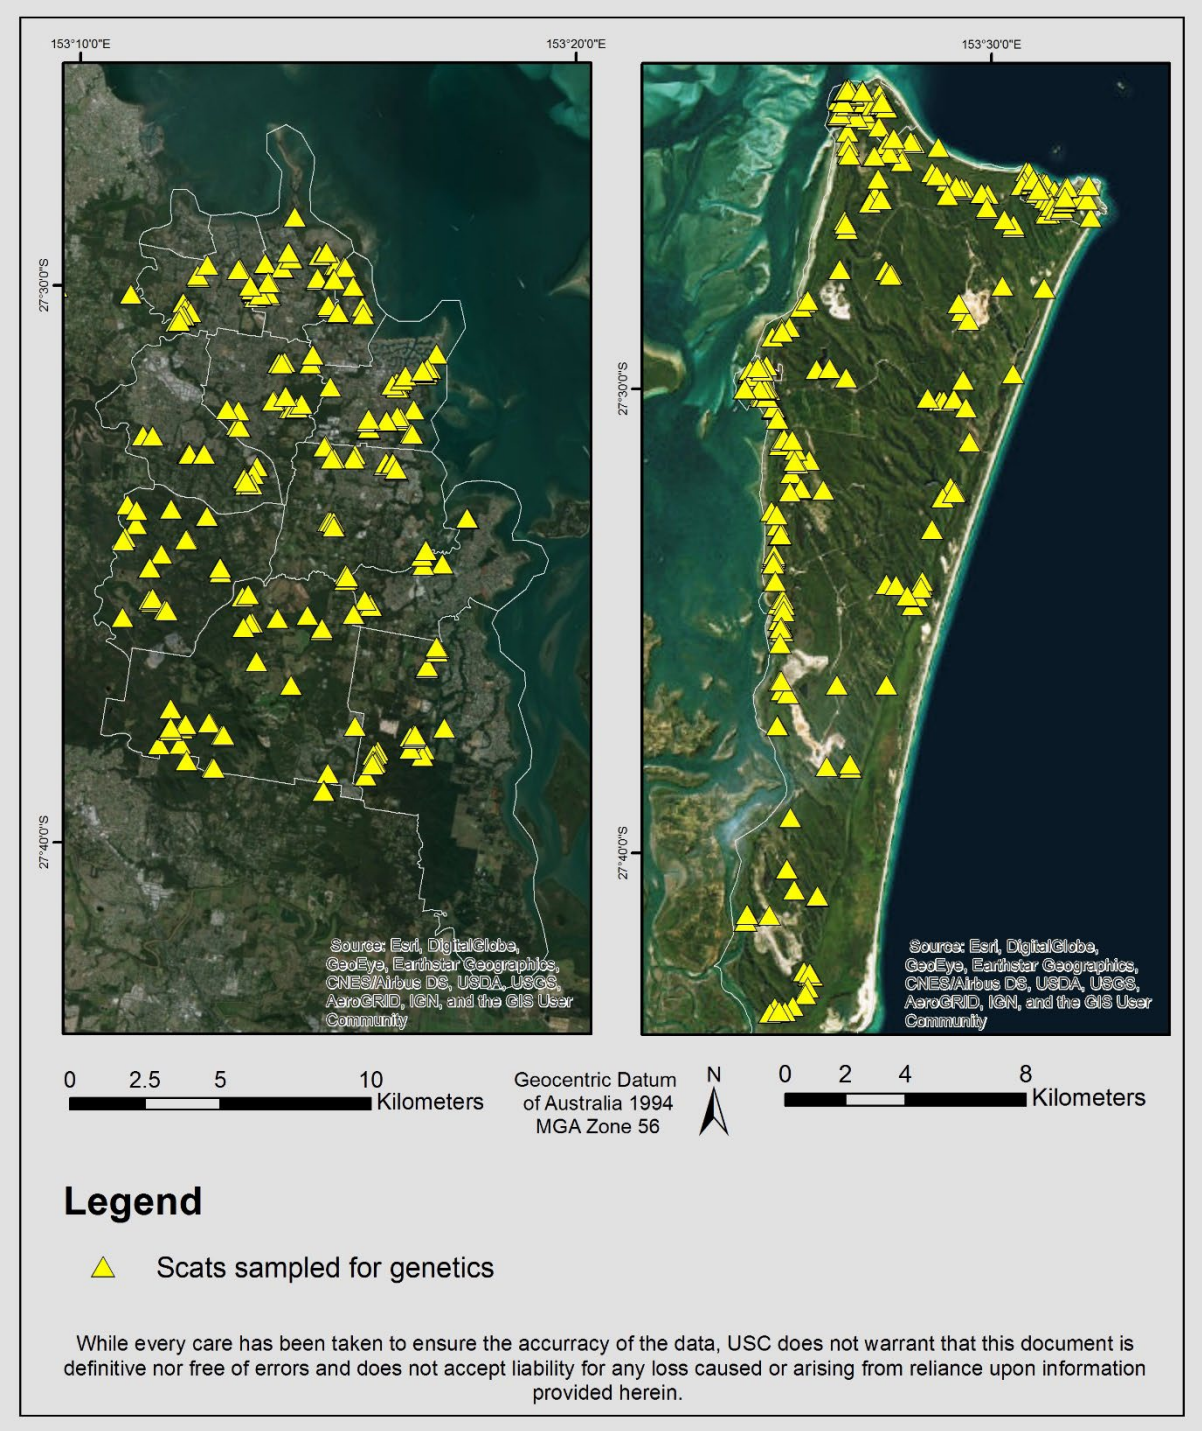 153°10'0"E
153°20'0"E
153°30'0"E
27°30'0"S
27°40'0"S
27°30'0"S
27°40'0"S
Source: Esri, DigitalGlobe,
GeoEye, Earthstar Geographics,
CNES/Airbus DS, USDA, USGS,
AeroGRID, IGN, and the GIS User
Community
Source: Esri, DigitalGlobe,
GeoEye, Earthstar Geographics,
CNES/Airbus DS, USDA, USGS,
AeroGRID, IGN, and the GIS User
Community
0 2.5 5 10
Kilometers
Geocentric Datum
of Australia 1994
MGA Zone 56
N
0 2 4 8
Kilometers
Legend
Scats sampled for genetics
While every care has been taken to ensure the accurracy of the data, USC does not warrant that this document is
definitive nor free of errors and does not accept liability for any loss caused or arising from reliance upon information
provided herein.